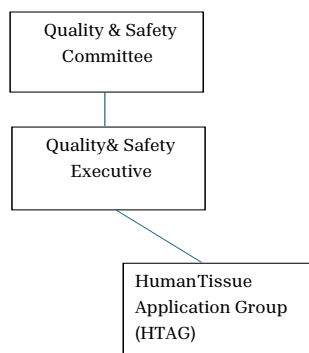 Quality & Safety
Committee
Quality& Safety
Executive
HumanTissue
Application Group
(HTAG)